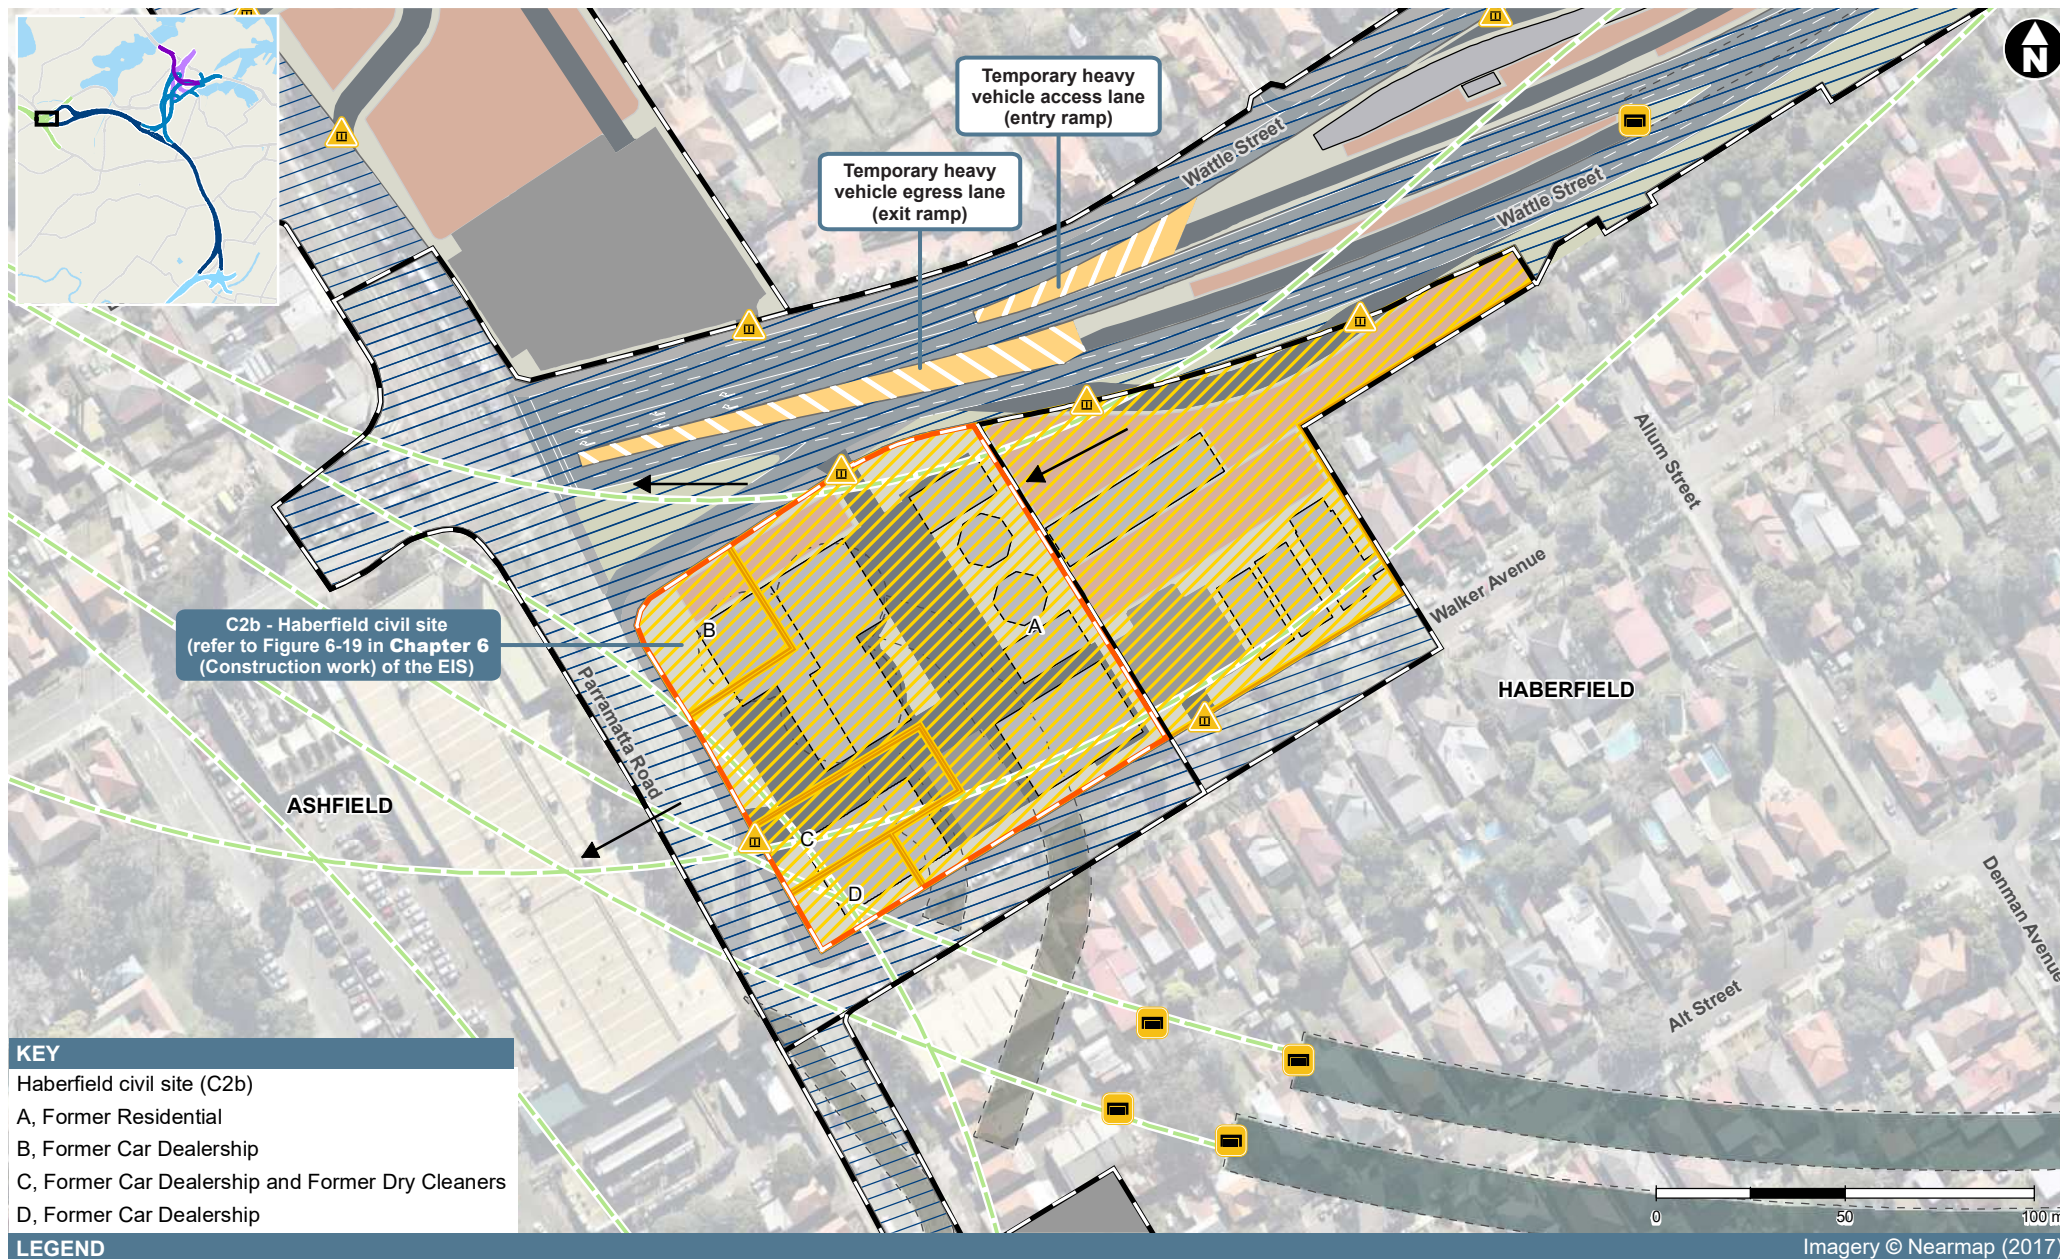 N
Temporary heavy
vehicle access lane
(entry ramp)
Temporary heavy
vehicle egress lane
(exit ramp)
Wattle Street
Wattle Street
Allum Street
Walker Avenue
C2b - Haberfield civil site
(refer to Figure 6-19 in Chapter 6
(Construction work) of the EIS)
B
A
HABERFIELD
Parramatta Road
ASHFIELD
C
D
Denman Avenue
Alt Street
KEY
Haberfield civil site (C2b)
A, Former Residential
B, Former Car Dealership
C, Former Car Dealership and Former Dry Cleaners
D, Former Car Dealership
0 50 100 m
LEGEND
Imagery © Nearmap (2017)